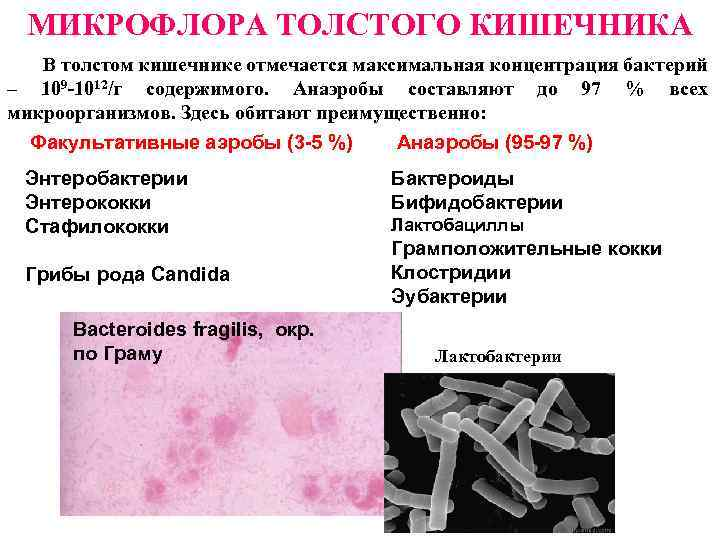 МИКРОФЛОРА ТОЛСТОГО КИШЕЧНИКА
В толстом кишечнике отмечается максимальная концентрация бактерий
– 10⁹-10¹²/г содержимого. Анаэробы составляют до 97 % всех
микроорганизмов. Здесь обитают преимущественно:
Факультативные аэробы (3-5 %)
Энтеробактерии
Энтерококки
Стафилококки
Грибы рода Candida
Анаэробы (95-97 %)
Бактероиды
Бифидобактерии
Лактобациллы
Грамположительные кокки
Клостридии
Эубактерии
Bacteroides fragilis, окр.
по Граму
Лактобактерии